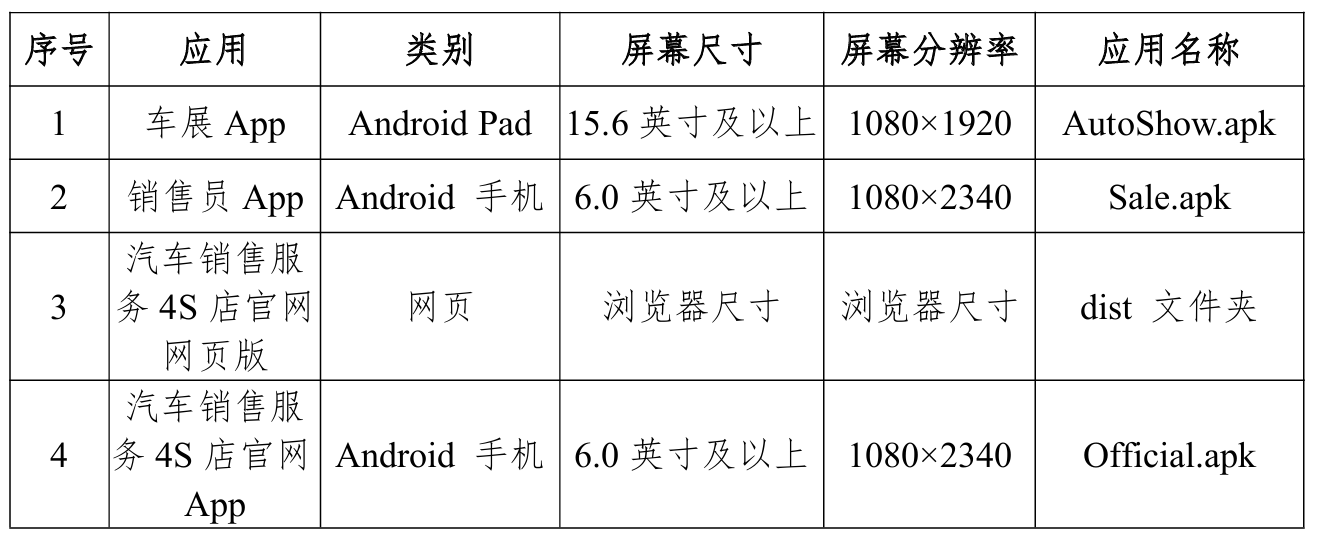 序号 应用 类别 屏幕尺寸 屏幕分辨率 应用名称
1 车展 App Android Pad 15.6 英寸及以上 1080×1920 AutoShow.apk
2 销售员 App Android 手机 6.0 英寸及以上 1080×2340 Sale.apk
汽车销售服
3 务 4S 店官网 网页 浏览器尺寸 浏览器尺寸 dist 文件夹
网页版
汽车销售服
4 务 4S 店官网 Android 手机 6.0 英寸及以上 1080×2340 Official.apk
App